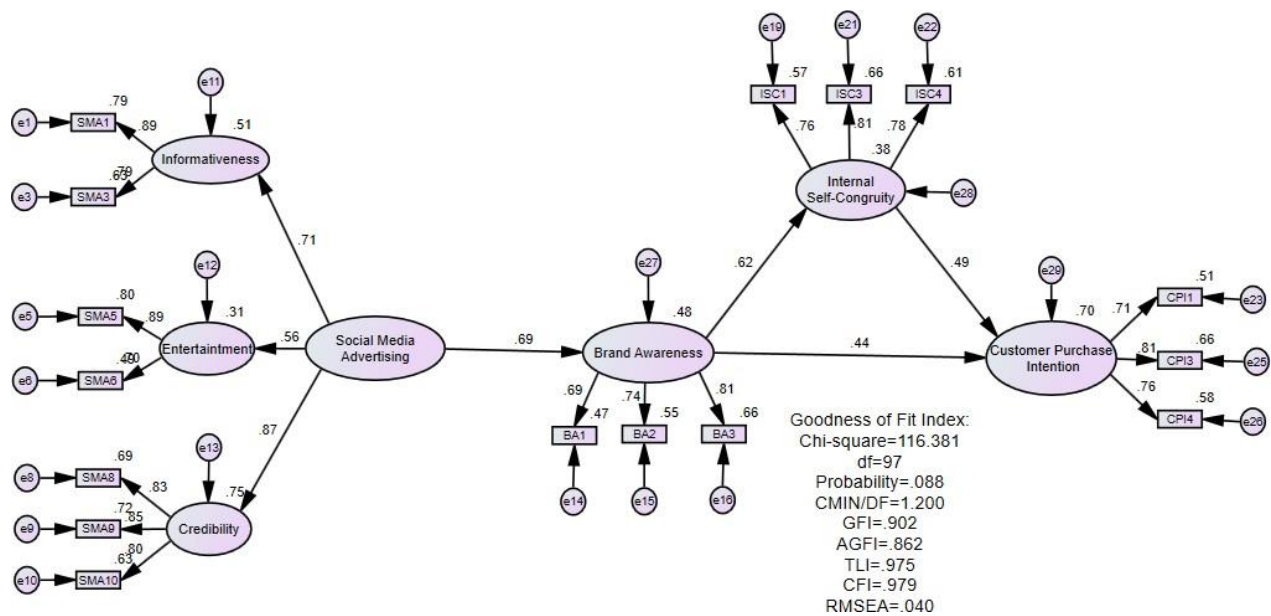 e19
e21
e22
.57
.66
.61
ISC1
ISC3
ISC4
.76
.81
.78
.38
Internal
Self-Congruity
e28
e11
.79
.51
e1
SMA1
.89
Informativeness
.79
.63
e3
SMA3
.71
e12
.80
.31
e5
SMA5
.89
Entertaintment
.56
.70
.49
e6
SMA6
Social Media
Advertising
.69
.87
e27
.48
Brand Awareness
.62
.49
.44
.69
.47
.74
.55
.81
.66
BA1
BA2
BA3
e14
e15
e16
e29
.70
Customer Purchase
Intention
.71
.51
CPI1
e23
.81
.66
CPI3
e25
.76
.58
CPI4
e26
e13
.69
.75
e8
SMA8
.83
.72
.85
e9
SMA9
Credibility
.80
.63
e10
SMA10
Goodness of Fit Index:
Chi-square=116.381
df=97
Probability=.088
CMIN/DF=1.200
GFI=.902
AGFI=.862
TLI=.975
CFI=.979
RMSEA=.040